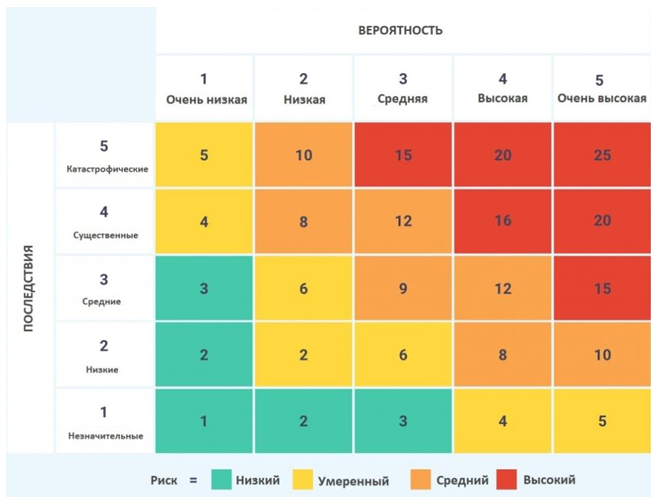 ВЕРОЯТНОСТЬ
1 2 3 4 5
Очень низкая Низкая Средняя Высокая Очень высокая
ПОСЛЕДСТВИЯ
5 5 10 15 20 25
Катастрофические
4 4 8 12 16 20
Существенные
3 3 6 9 12 15
Средние
2 2 2 6 8 10
Низкие
1 1 2 3 4 5
Незначительные
Риск = Низкий Умеренный Средний Высокий